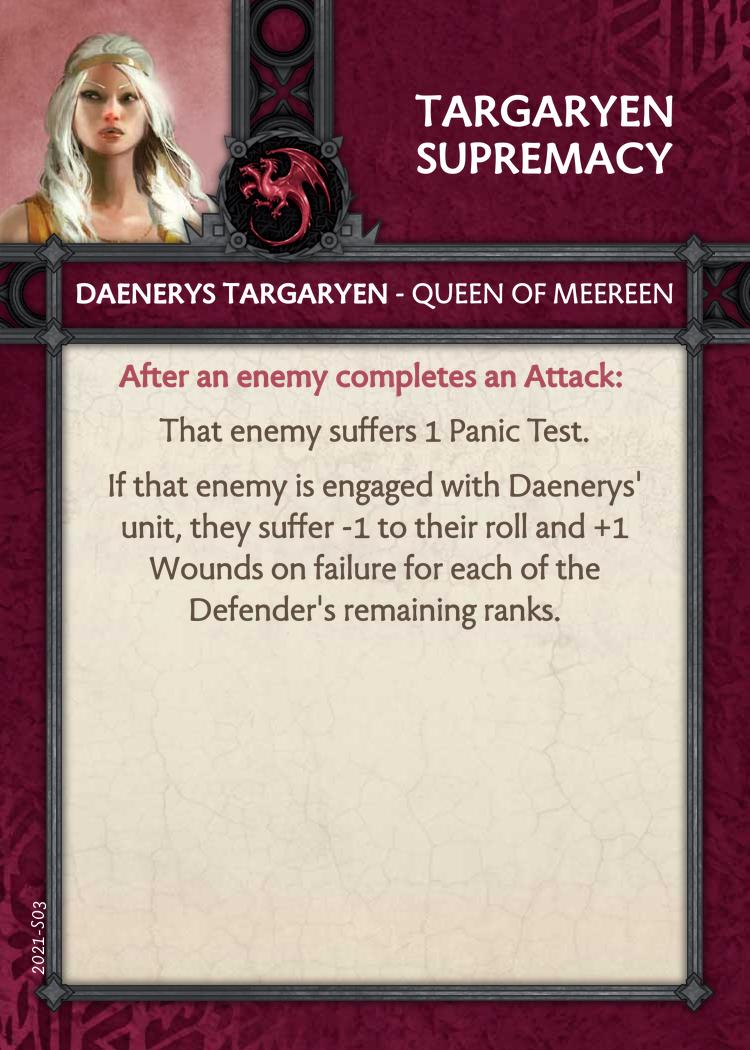 TARGARYEN
SUPREMACY
DAENERYS TARGARYEN - QUEEN OF MEEREEN
After an enemy completes an Attack:
That enemy suffers 1 Panic Test.
If that enemy is engaged with Daenerys'
unit, they suffer -1 to their roll and +1
Wounds on failure for each of the
Defender's remaining ranks.
2021-S03